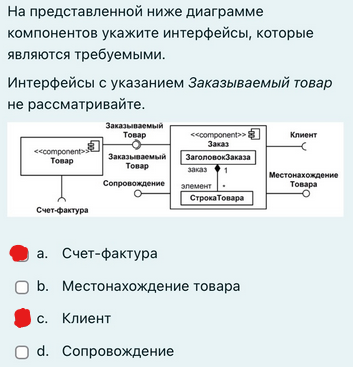 На представленной ниже диаграмме
компонентов укажите интерфейсы, которые
являются требуемыми.
Интерфейсы с указанием Заказываемый товар
не рассматривайте.
Заказываемый
Товар
<<component>>
Товар
Заказываемый
Товар
Сопровождение
Счет-фактура
<<component>>
Заказ
ЗаголовокЗаказа
заказ
1
элемент
*
СтрокаТовара
Клиент
Местонахождение
Товара
a. Счет-фактура
b. Местонахождение товара
c. Клиент
d. Сопровождение